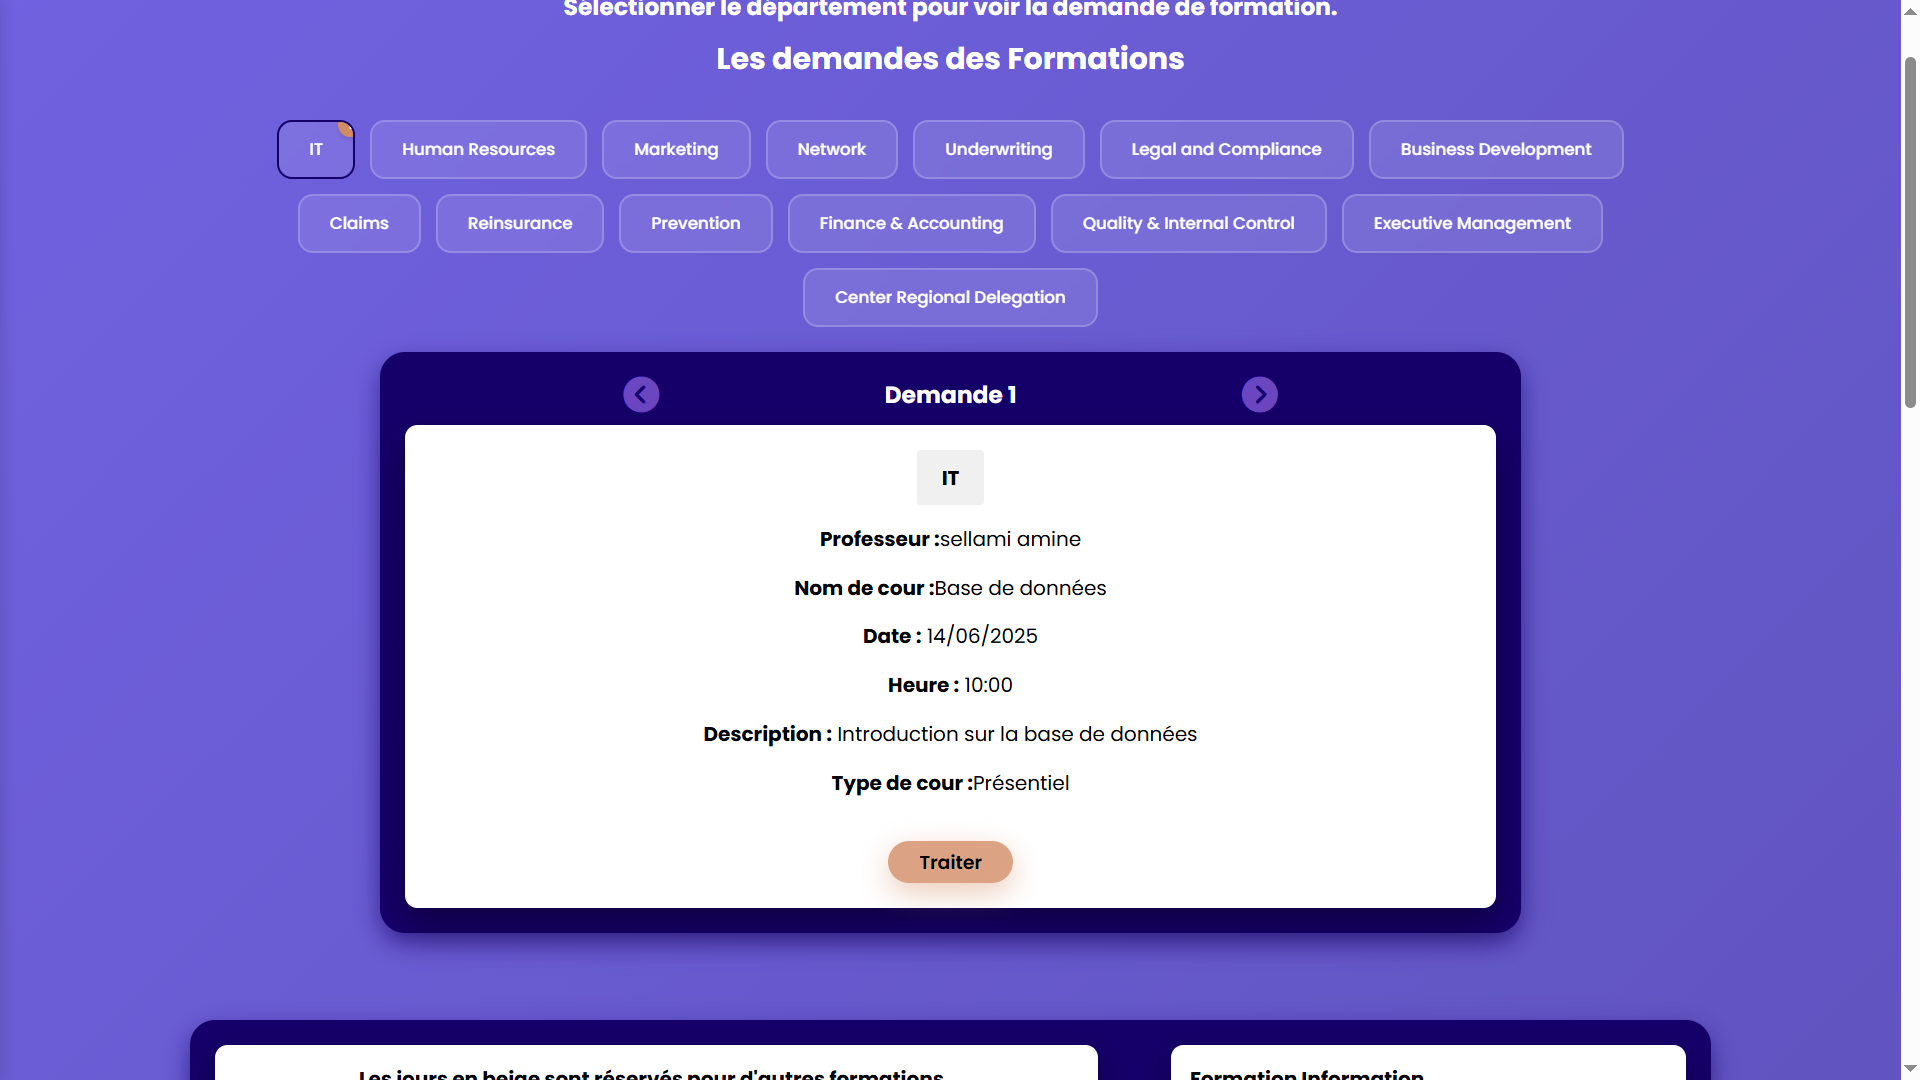 Sélectionner le département pour voir la demande de formation.
Les demandes des Formations
IT
Human Resources
Marketing
Network
Underwriting
Legal and Compliance
Business Development
Claims
Reinsurance
Prevention
Finance & Accounting
Quality & Internal Control
Executive Management
Center Regional Delegation
Demande 1
IT
Professeur :sellami amine
Nom de cour :Base de données
Date : 14/06/2025
Heure : 10:00
Description : Introduction sur la base de données
Type de cour :Présentiel
Traiter
Les jours en beige sont réservés pour d'autres formations
Formation Information